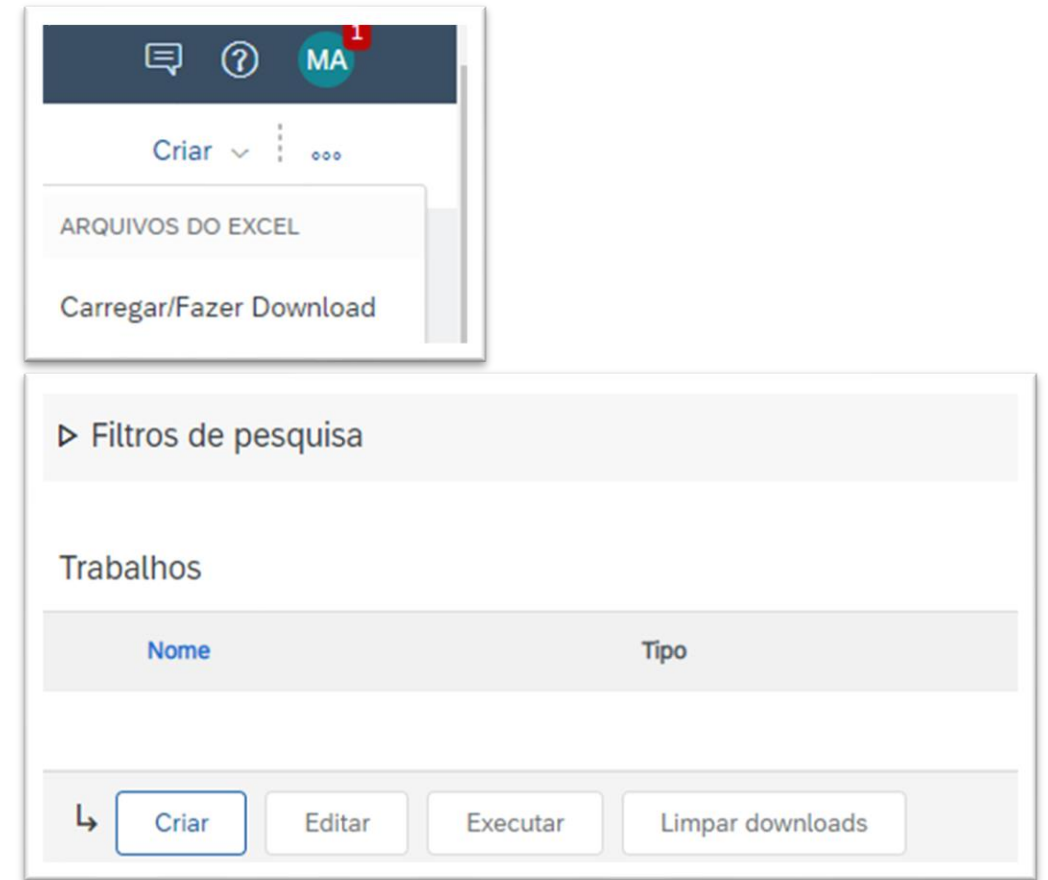 1
MA
Criar
ARQUIVOS DO EXCEL
Carregar/Fazer Download
Filtros de pesquisa
Trabalhos
Nome Tipo
Criar Editar Executar Limpar downloads